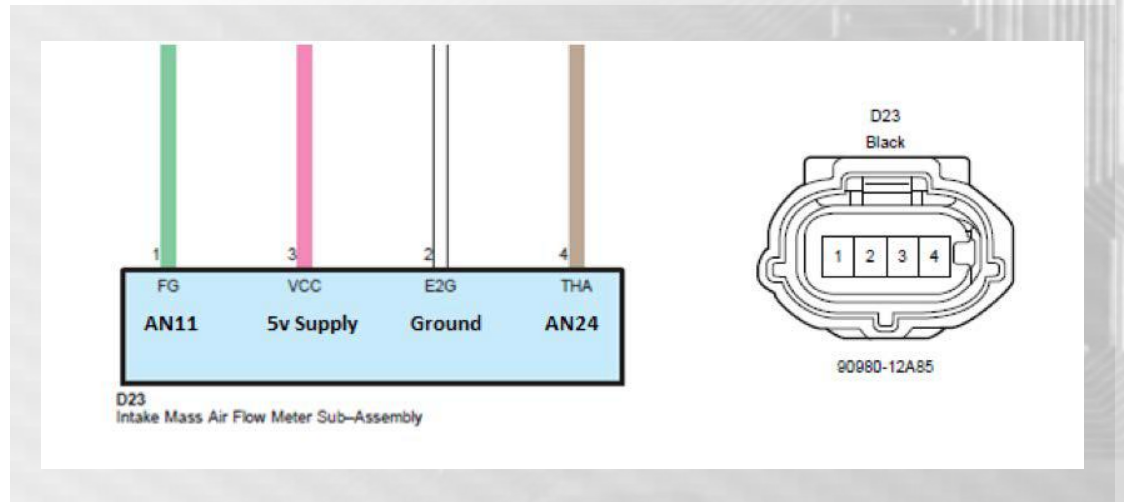 1 3 2 4
FG VCC E2G THA
AN11 5v Supply Ground AN24
D23
Intake Mass Air Flow Meter Sub-Assembly
D23
Black
1 2 3 4
90980-12A85